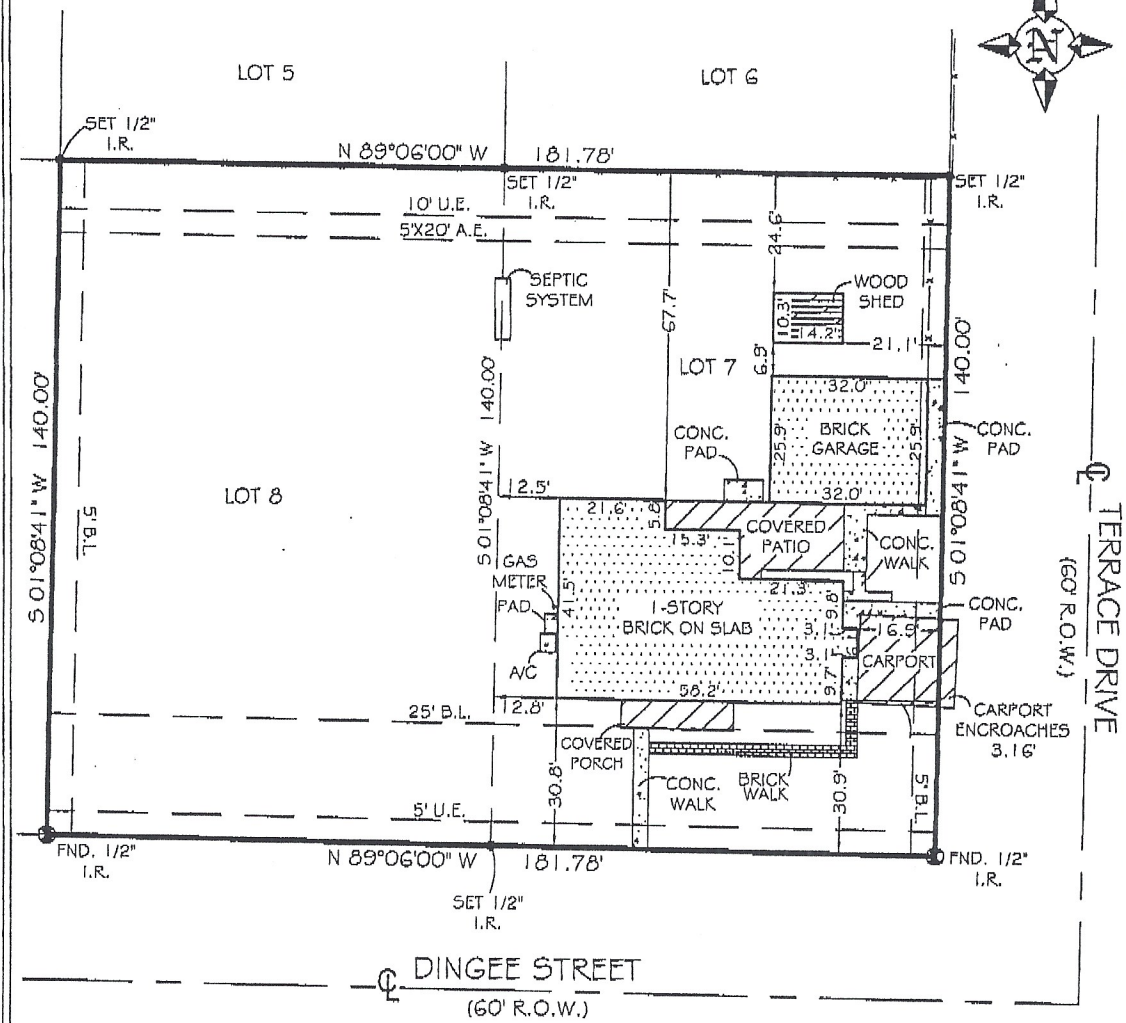 N
LOT 5
LOT 6
SET 1/2"
I.R.
N 89°06'00" W 181.78'
SET 1/2"
I.R.
SET 1/2"
I.R.
10' U.E.
5'X20' A.E.
24.6'
SEPTIC
SYSTEM
WOOD
SHED
67.7'
10.3'
14.2'
21.1'
6.9'
LOT 7
S 01°08'41" W 140.00'
S 01°08'41" W 140.00'
S 01°08'41" W 140.00'
32.0'
BRICK
GARAGE
25.9'
25.9'
32.0'
CONC.
PAD
CONC.
PAD
LOT 8
5' B.L.
12.5'
21.6'
5.8'
15.3'
10.1'
COVERED
PATIO
CONC.
WALK
GAS
METER
PAD
41.5'
21.3'
9.8'
1-STORY
BRICK ON SLAB
3.1'
3.1'
16.9'
CONC.
PAD
CARPORT
A/C
58.2'
9.7'
12.8'
25' B.L.
CARPORT
ENCROACHES
3.16'
COVERED
PORCH
30.8'
CONC.
WALK
BRICK
WALK
30.9'
5' B.L.
5' U.E.
FND. 1/2"
I.R.
N 89°06'00" W 181.78'
FND. 1/2"
I.R.
SET 1/2"
I.R.
CL TERRACE DRIVE
(60' R.O.W.)
CL DINGEE STREET
(60' R.O.W.)